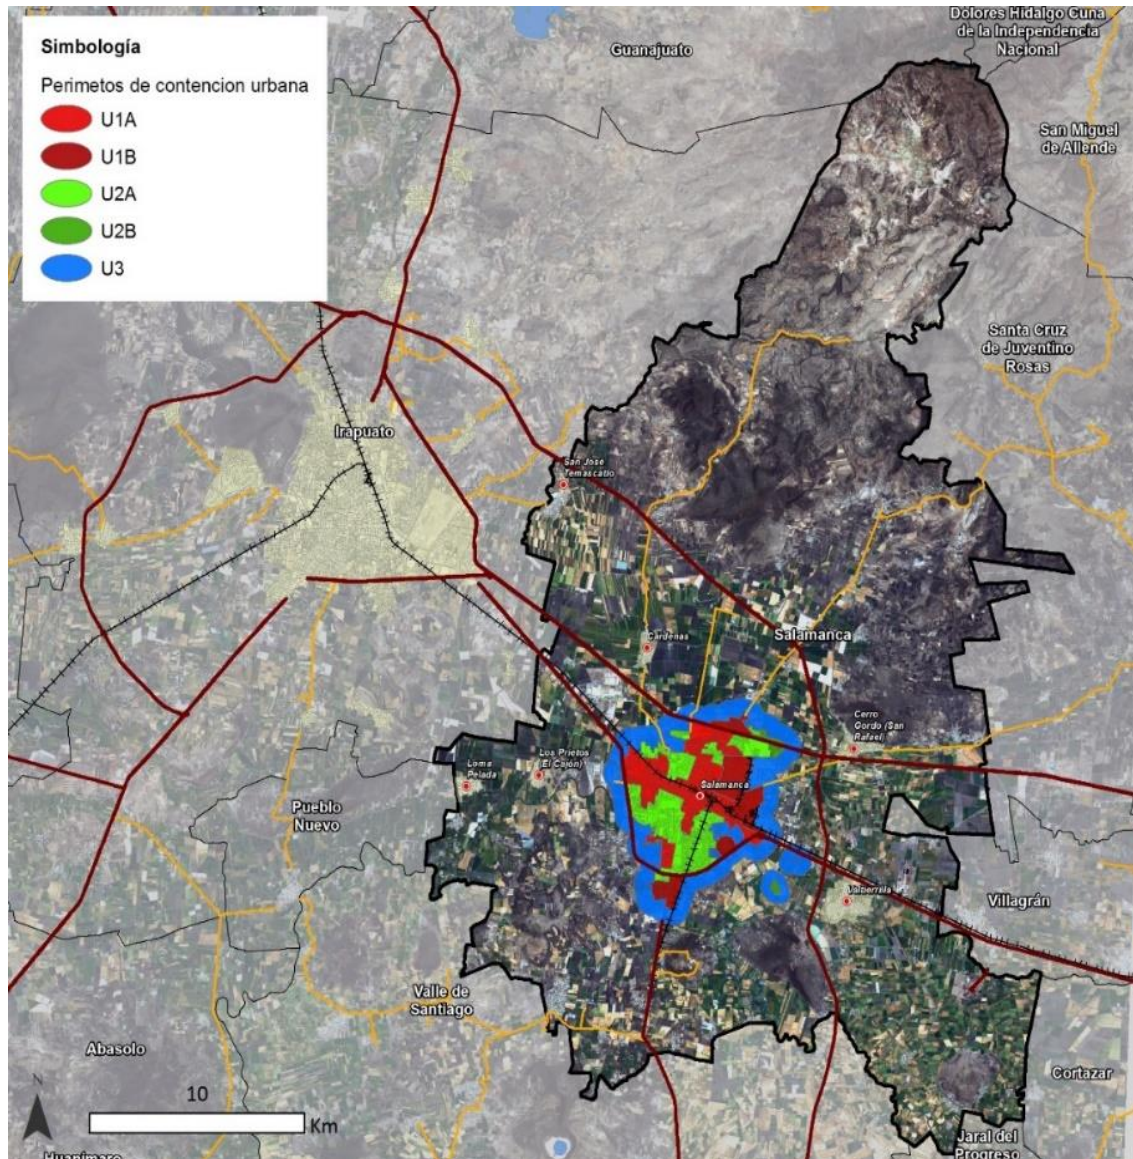 Simbología
Perimetos de contencion urbana
U1A
U1B
U2A
U2B
U3
Dolores Hidalgo Cuna
de la Independencia
Nacional
Guanajuato
San Miguel
de Allende
Santa Cruz
de Juventino
Rosas
Irapuato
San José
Temascatío
Cárdenas
Salamanca
Cerro
Gordo (San
Rafael)
Loma
Pelada
Los Prietos
(El Cajón)
Salamanca
Pueblo
Nuevo
Valtierrilla
Villagrán
Valle de
Santiago
Abasolo
Cortazar
N
10
Km
Jaral del
Progreso
Huanímaro